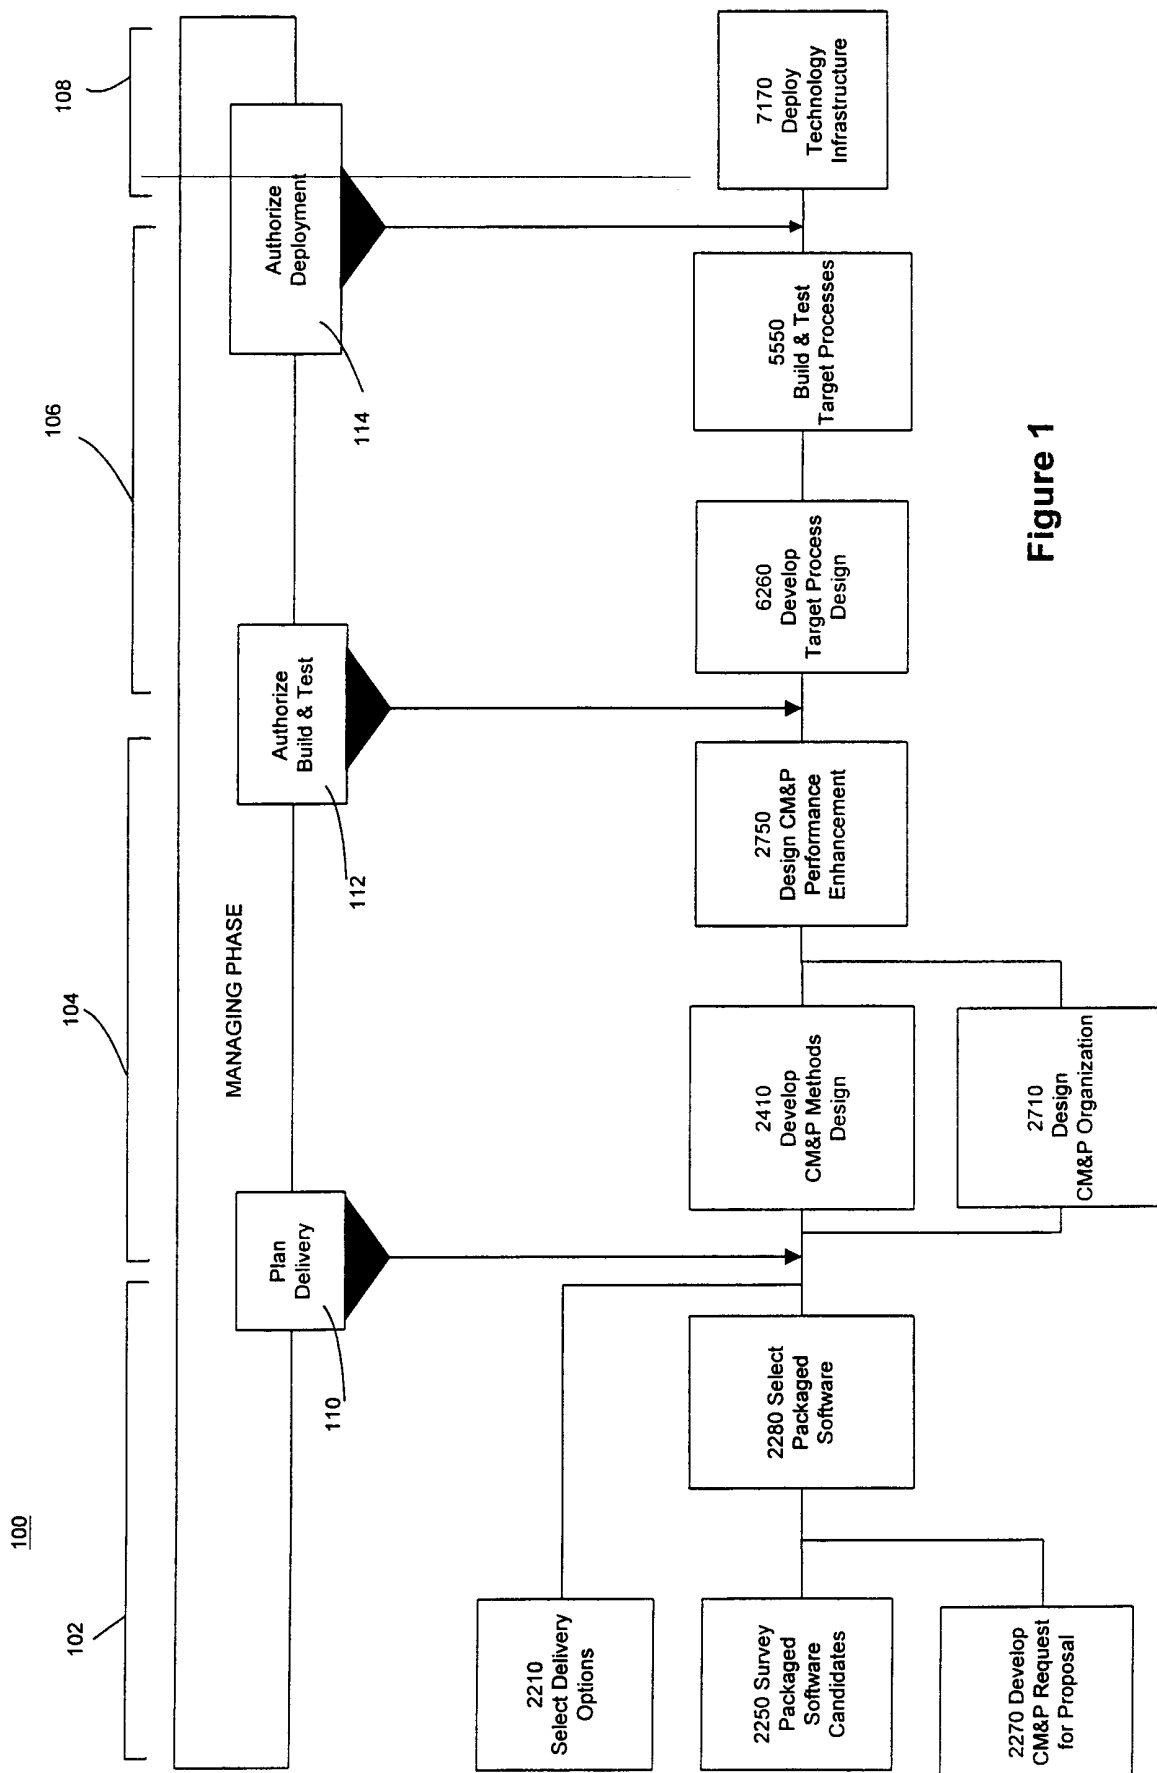 100
102
104
106
108
MANAGING PHASE
Plan
Delivery
110
Authorize
Build & Test
112
Authorize
Deployment
114
2210
Select Delivery
Options
2250 Survey
Packaged
Software
Candidates
2270 Develop
CM&P Request
for Proposal
2280 Select
Packaged
Software
2410
Develop
CM&P Methods
Design
2710
Design
CM&P Organization
2750
Design CM&P
Performance
Enhancement
6260
Develop
Target Process
Design
5550
Build & Test
Target Processes
7170
Deploy
Technology
Infrastructure
Figure 1